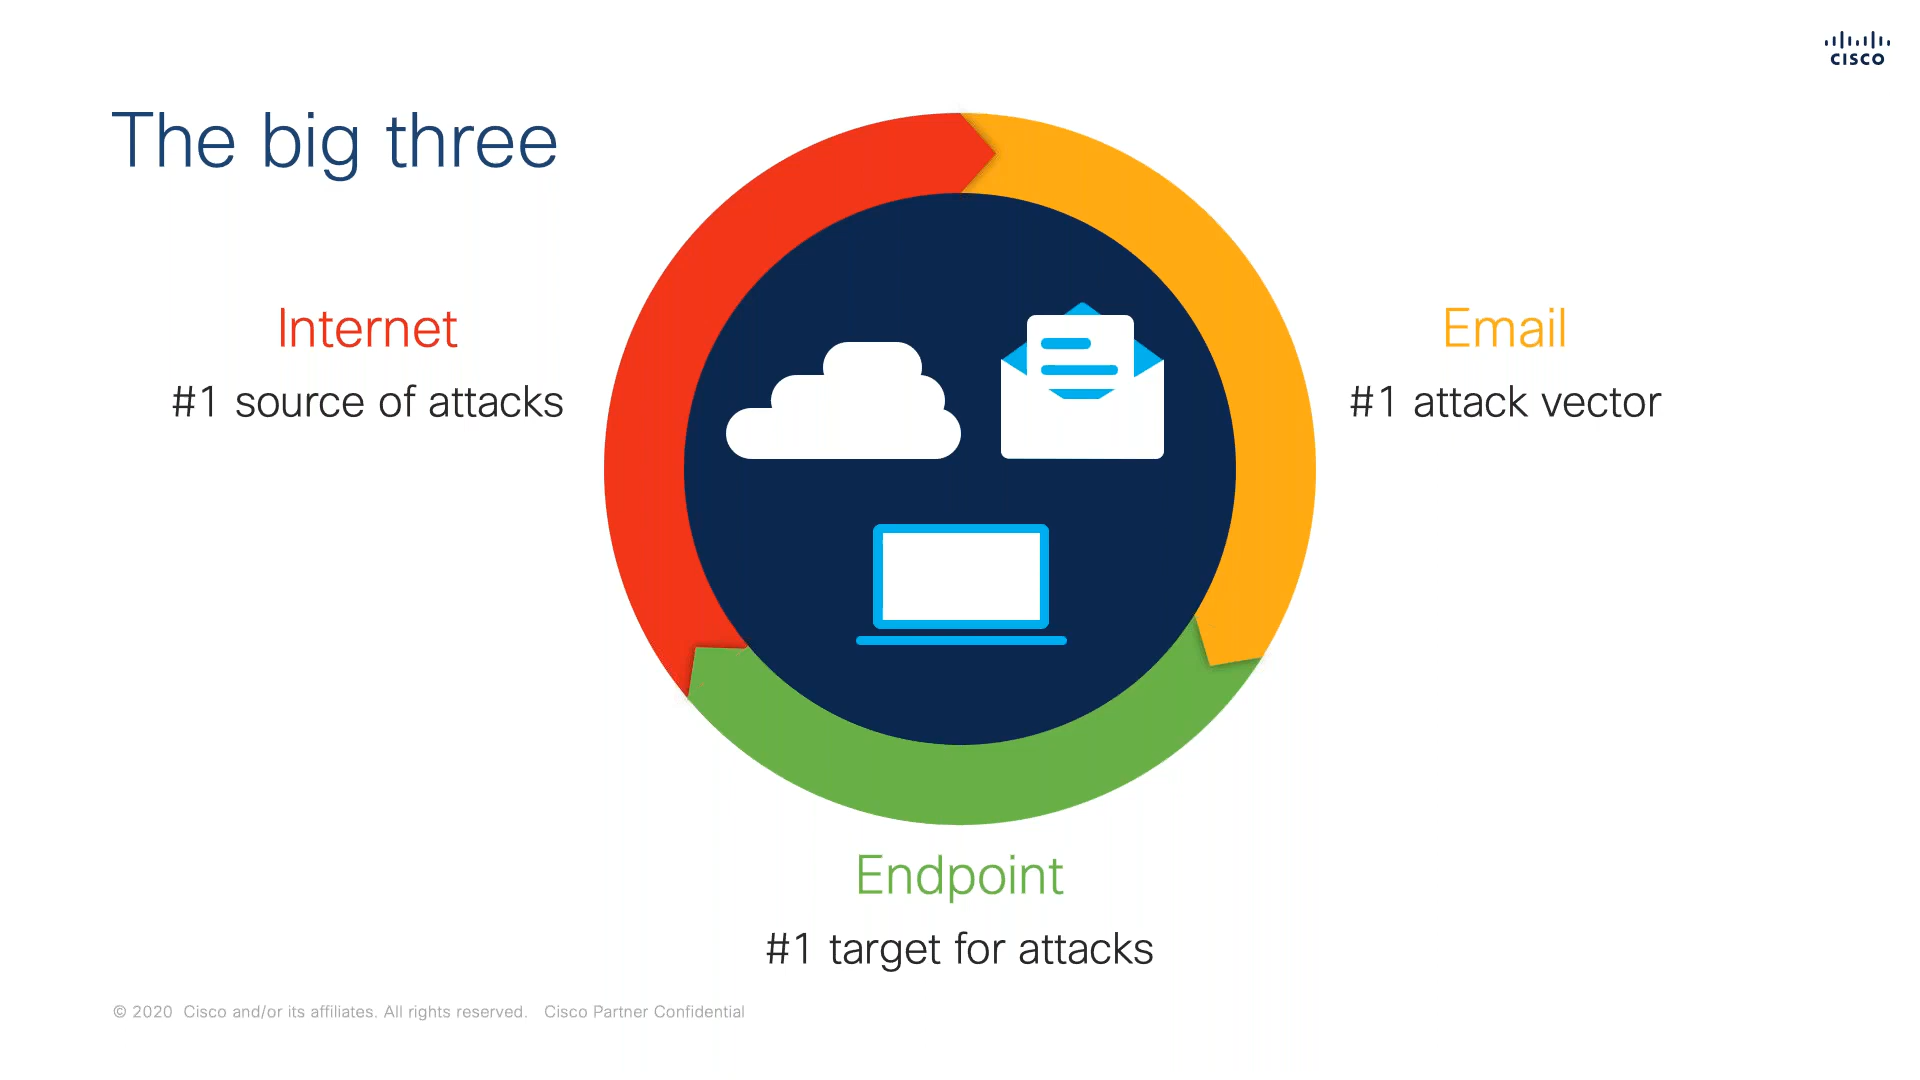 CISCO
The big three
Internet
#1 source of attacks
Email
#1 attack vector
Endpoint
#1 target for attacks
© 2020 Cisco and/or its affiliates. All rights reserved. Cisco Partner Confidential